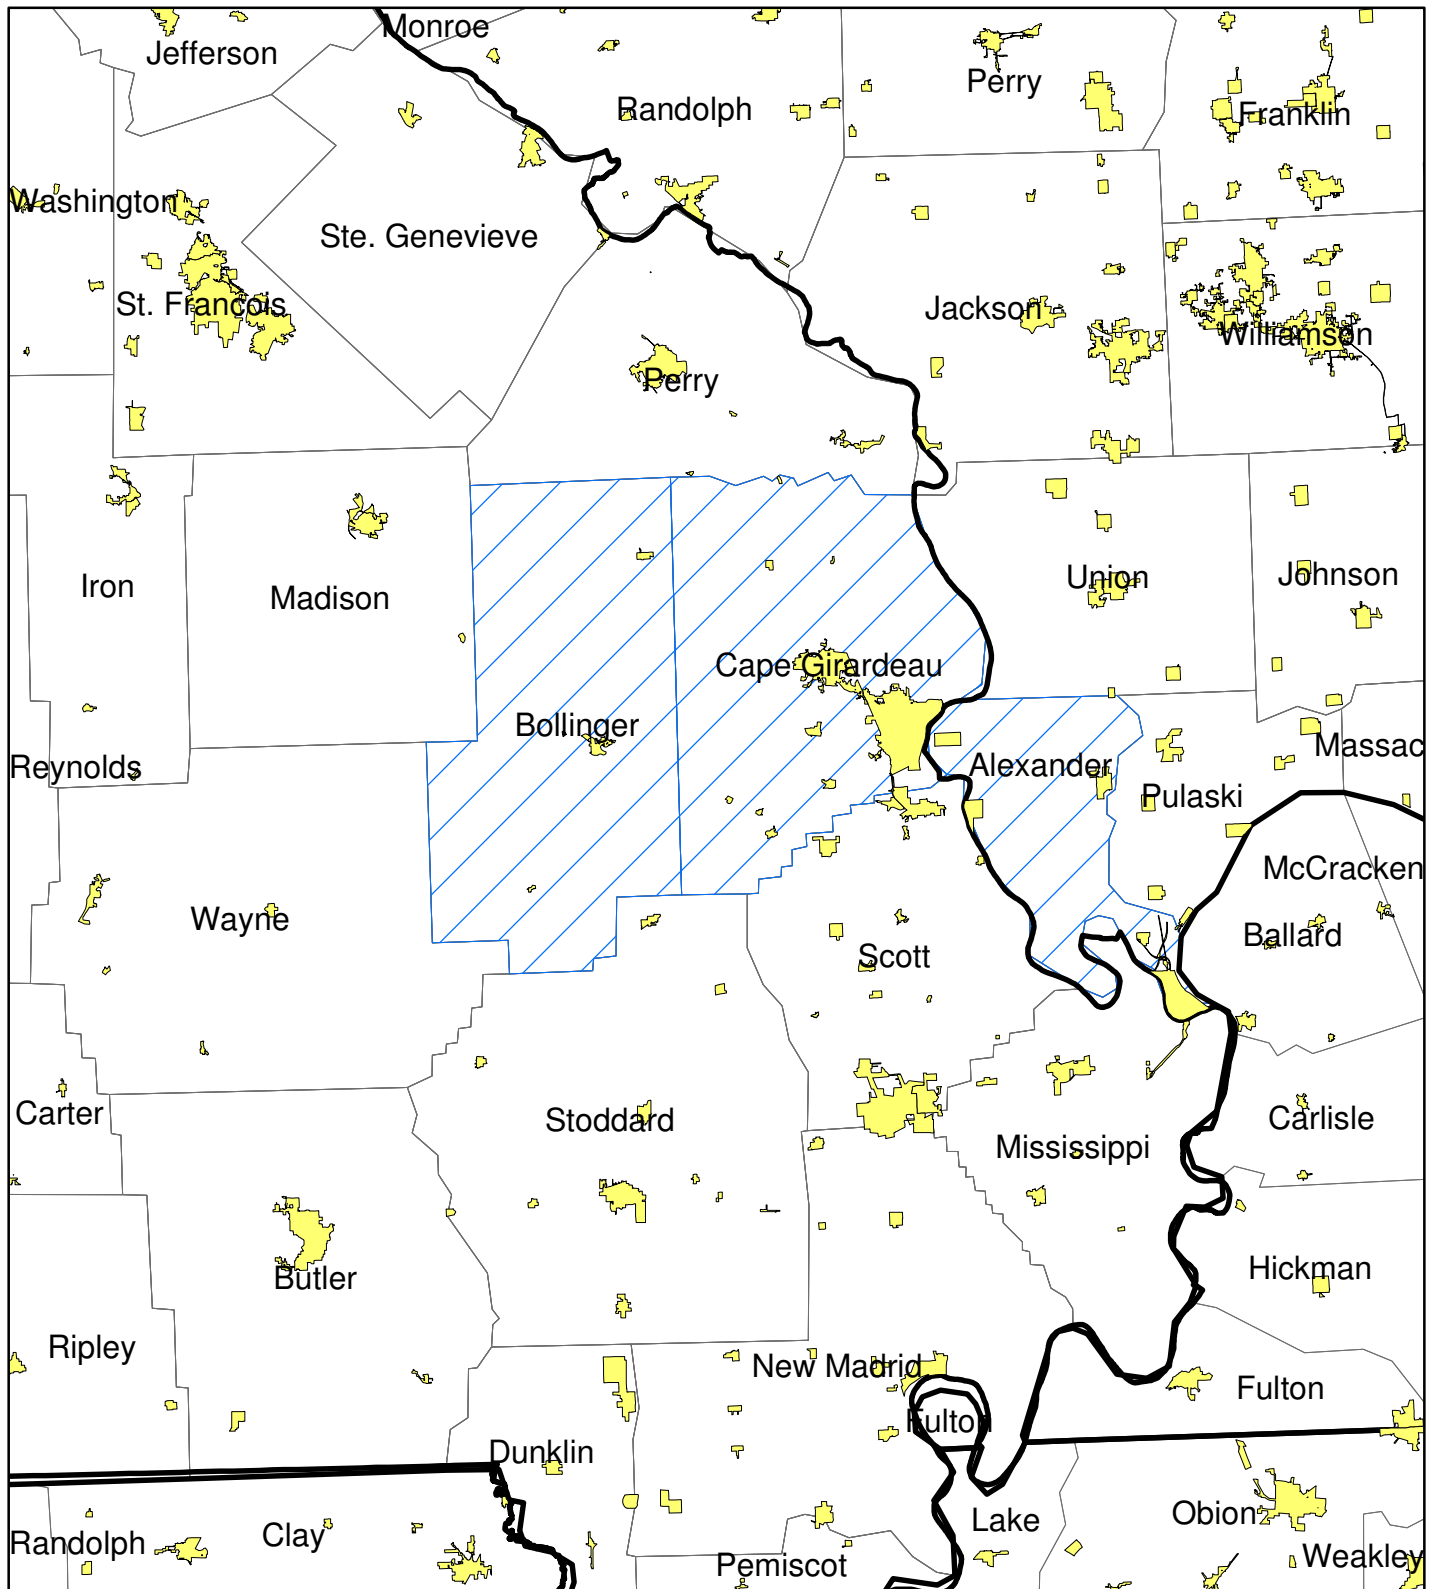 Monroe
Jefferson
Perry
Randolph
Franklin
Washington
Ste. Genevieve
St. Francois
Jackson
Williamson
Perry
Iron
Madison
Union
Johnson
Cape Girardeau
Bollinger
Reynolds
Alexander
Massac
Pulaski
McCracken
Wayne
Ballard
Scott
Carter
Stoddard
Carlisle
Mississippi
Hickman
Butler
Ripley
New Madrid
Fulton
Fulton
Dunklin
Obion
Lake
Randolph
Clay
Weakley
Pemiscot